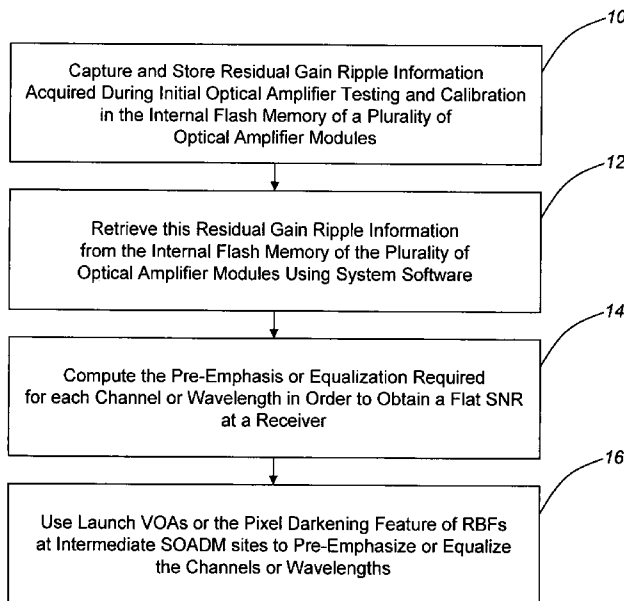 10
Capture and Store Residual Gain Ripple Information
Acquired During Initial Optical Amplifier Testing and Calibration
in the Internal Flash Memory of a Plurality of
Optical Amplifier Modules
12
Retrieve this Residual Gain Ripple Information
from the Internal Flash Memory of the Plurality of
Optical Amplifier Modules Using System Software
14
Compute the Pre-Emphasis or Equalization Required
for each Channel or Wavelength in Order to Obtain a Flat SNR
at a Receiver
16
Use Launch VOAs or the Pixel Darkening Feature of RBFs
at Intermediate SOADM sites to Pre-Emphasize or Equalize
the Channels or Wavelengths